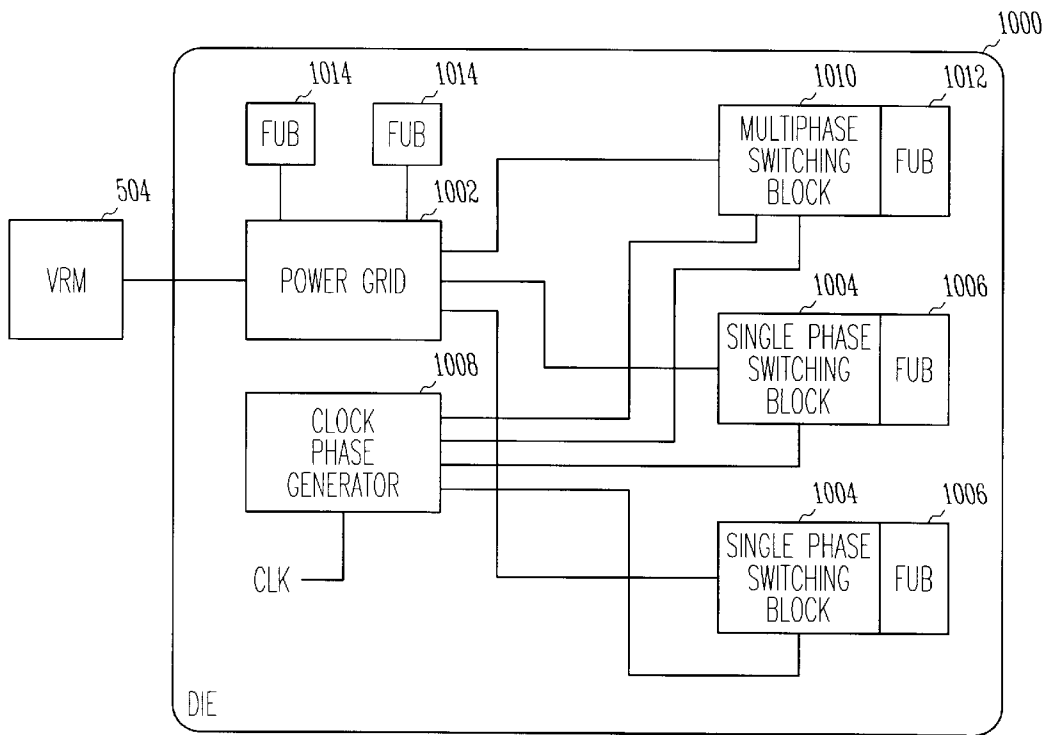 1000
1014
1014
1010
1012
FUB
FUB
MULTIPHASE
SWITCHING
BLOCK
FUB
504
1002
VRM
POWER GRID
1004
1006
SINGLE PHASE
SWITCHING
BLOCK
FUB
1008
CLOCK
PHASE
GENERATOR
1004
1006
SINGLE PHASE
SWITCHING
BLOCK
FUB
CLK
DIE